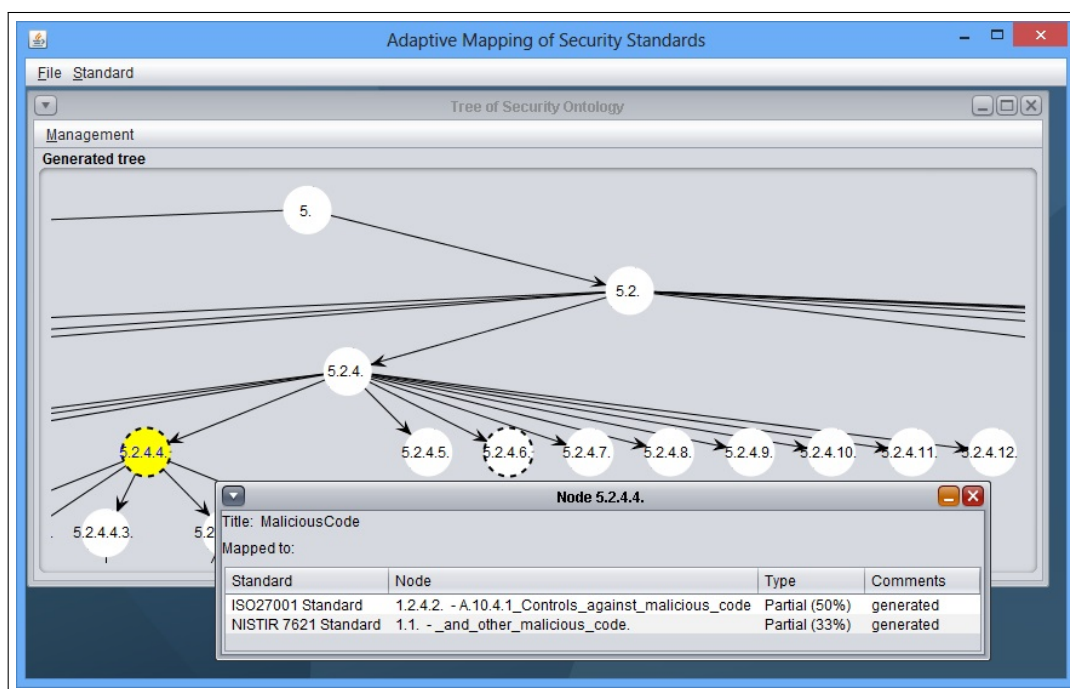 Adaptive Mapping of Security Standards
File Standard
Tree of Security Ontology
Management
Generated tree
5.
5.2.
5.2.4.
5.2.4.4. 5.2.4.5. 5.2.4.6. 5.2.4.7. 5.2.4.8. 5.2.4.9. 5.2.4.10. 5.2.4.11. 5.2.4.12.
5.2.4.4.3. 5.2
Node 5.2.4.4.
Title: MaliciousCode
Mapped to:
Standard Node Type Comments
ISO27001 Standard 1.2.4.2. - A.10.4.1_Controls_against_malicious_code Partial (50%) generated
NISTIR 7621 Standard 1.1. - _and_other_malicious_code. Partial (33%) generated